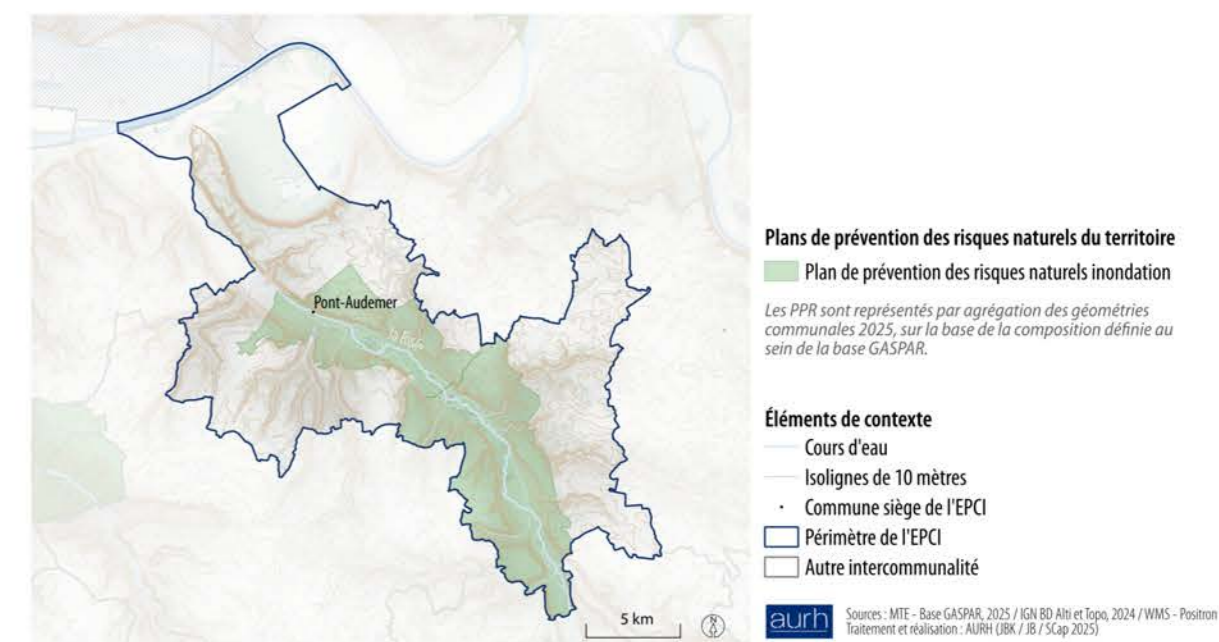 Pont-Audemer
la Risle
5 km
N
Plans de prévention des risques naturels du territoire
Plan de prévention des risques naturels inondation
Les PPR sont représentés par agrégation des géométries
communales 2025, sur la base de la composition définie au
sein de la base GASPAR.
Éléments de contexte
Cours d'eau
Isolignes de 10 mètres
Commune siège de l'EPCI
Périmètre de l'EPCI
Autre intercommunalité
aurh
Sources : MTE - Base GASPAR, 2025 / IGN BD Alti et Topo, 2024 / WMS - Positron
Traitement et réalisation : AURH (JBK / JB / SCap 2025)